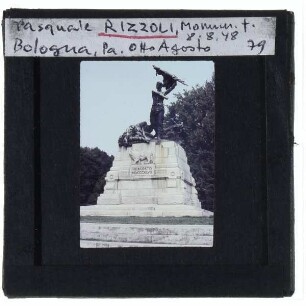 Pasquale RIZZOLI, Monum. t.
8.8.48
Bologna, Pa. Otto Agosto
79